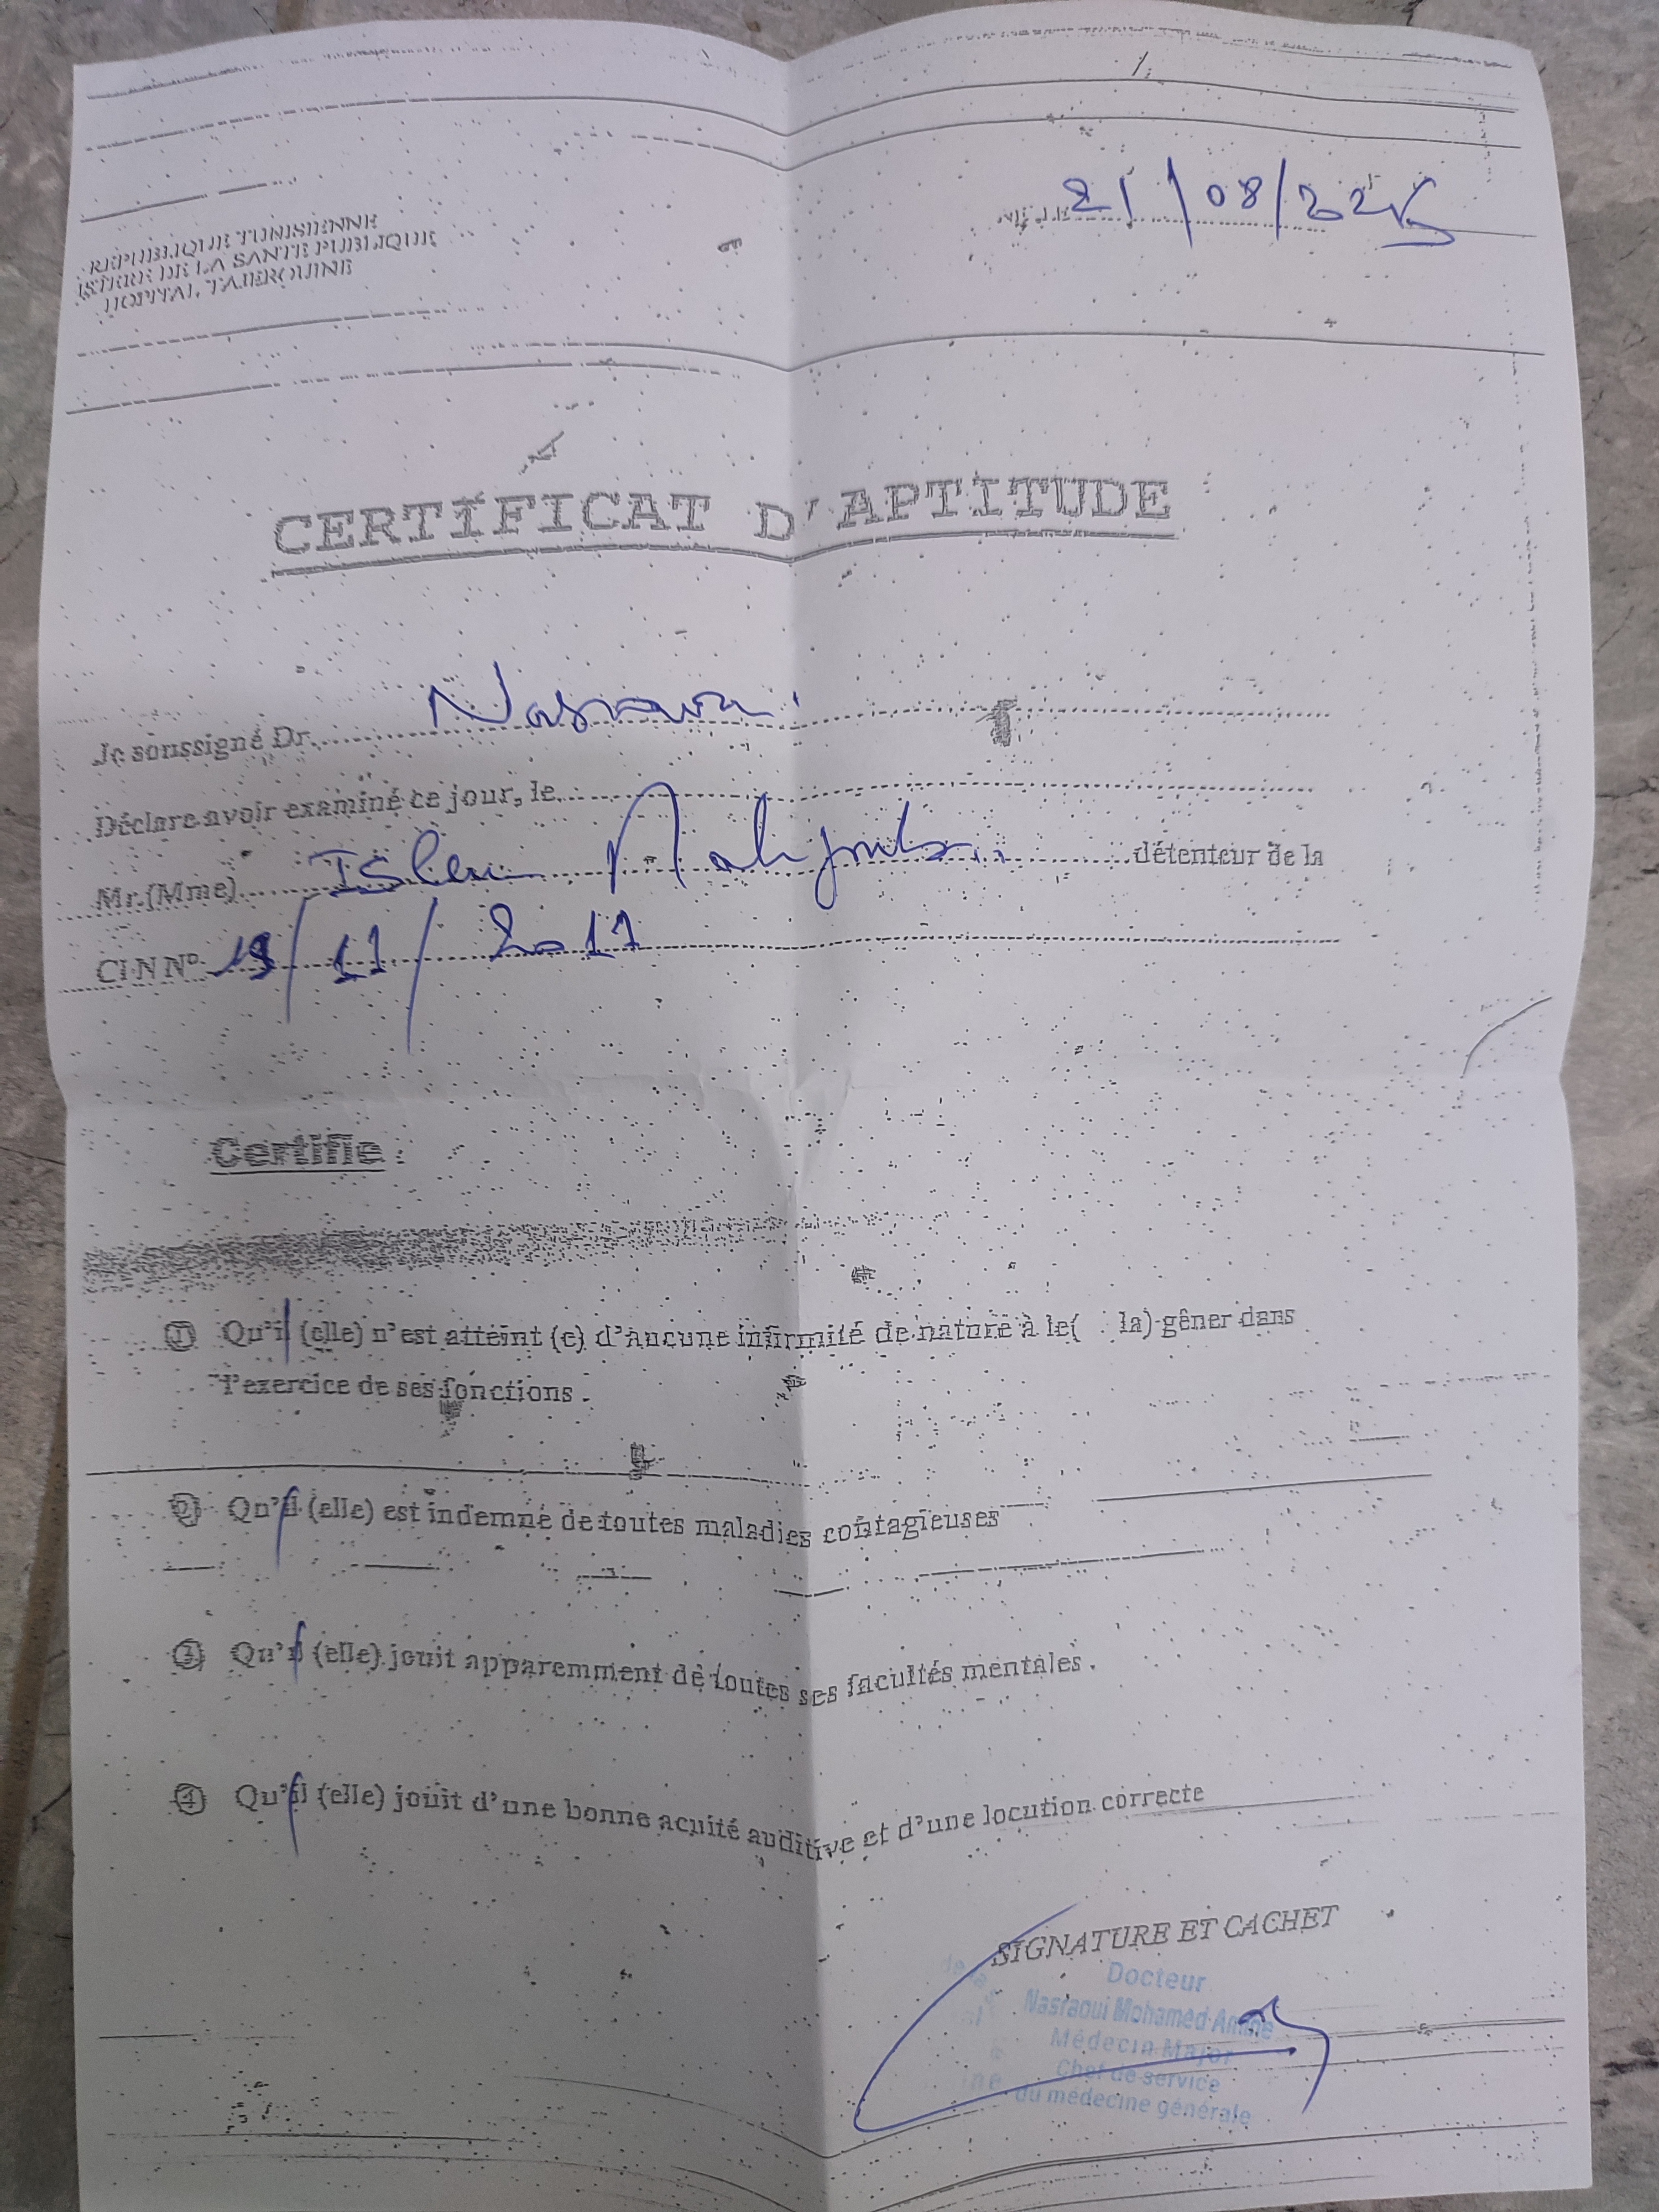 21/08/2025
REPUBLIQUE TUNISIENNE
ISTERE DE LA SANTE PUBLIQUE
HOPITAL TAJEROUINE
CERTIFICAT D'APTITUDE
Je soussigné Dr. Nasraoui
Déclare avoir examiné ce jour, le
Mr.(Mme) Islem détenteur de la
CI N N° /11/2017
Certifie :
1 Qu'il (elle) n'est atteint (e) d'aucune infirmité de nature à le( la) gêner dans
l'exercice de ses fonctions .
2 Qu'il (elle) est indemne de toutes maladies contagieuses
3 Qu'il (elle) jouit apparemment de toutes ses facultés mentales .
4 Qu'il (elle) jouit d'une bonne acuité auditive et d'une locution correcte
SIGNATURE ET CACHET
Docteur
Nasraoui Mohamed Amine
Médecin Major
Chef de service
du médecine générale